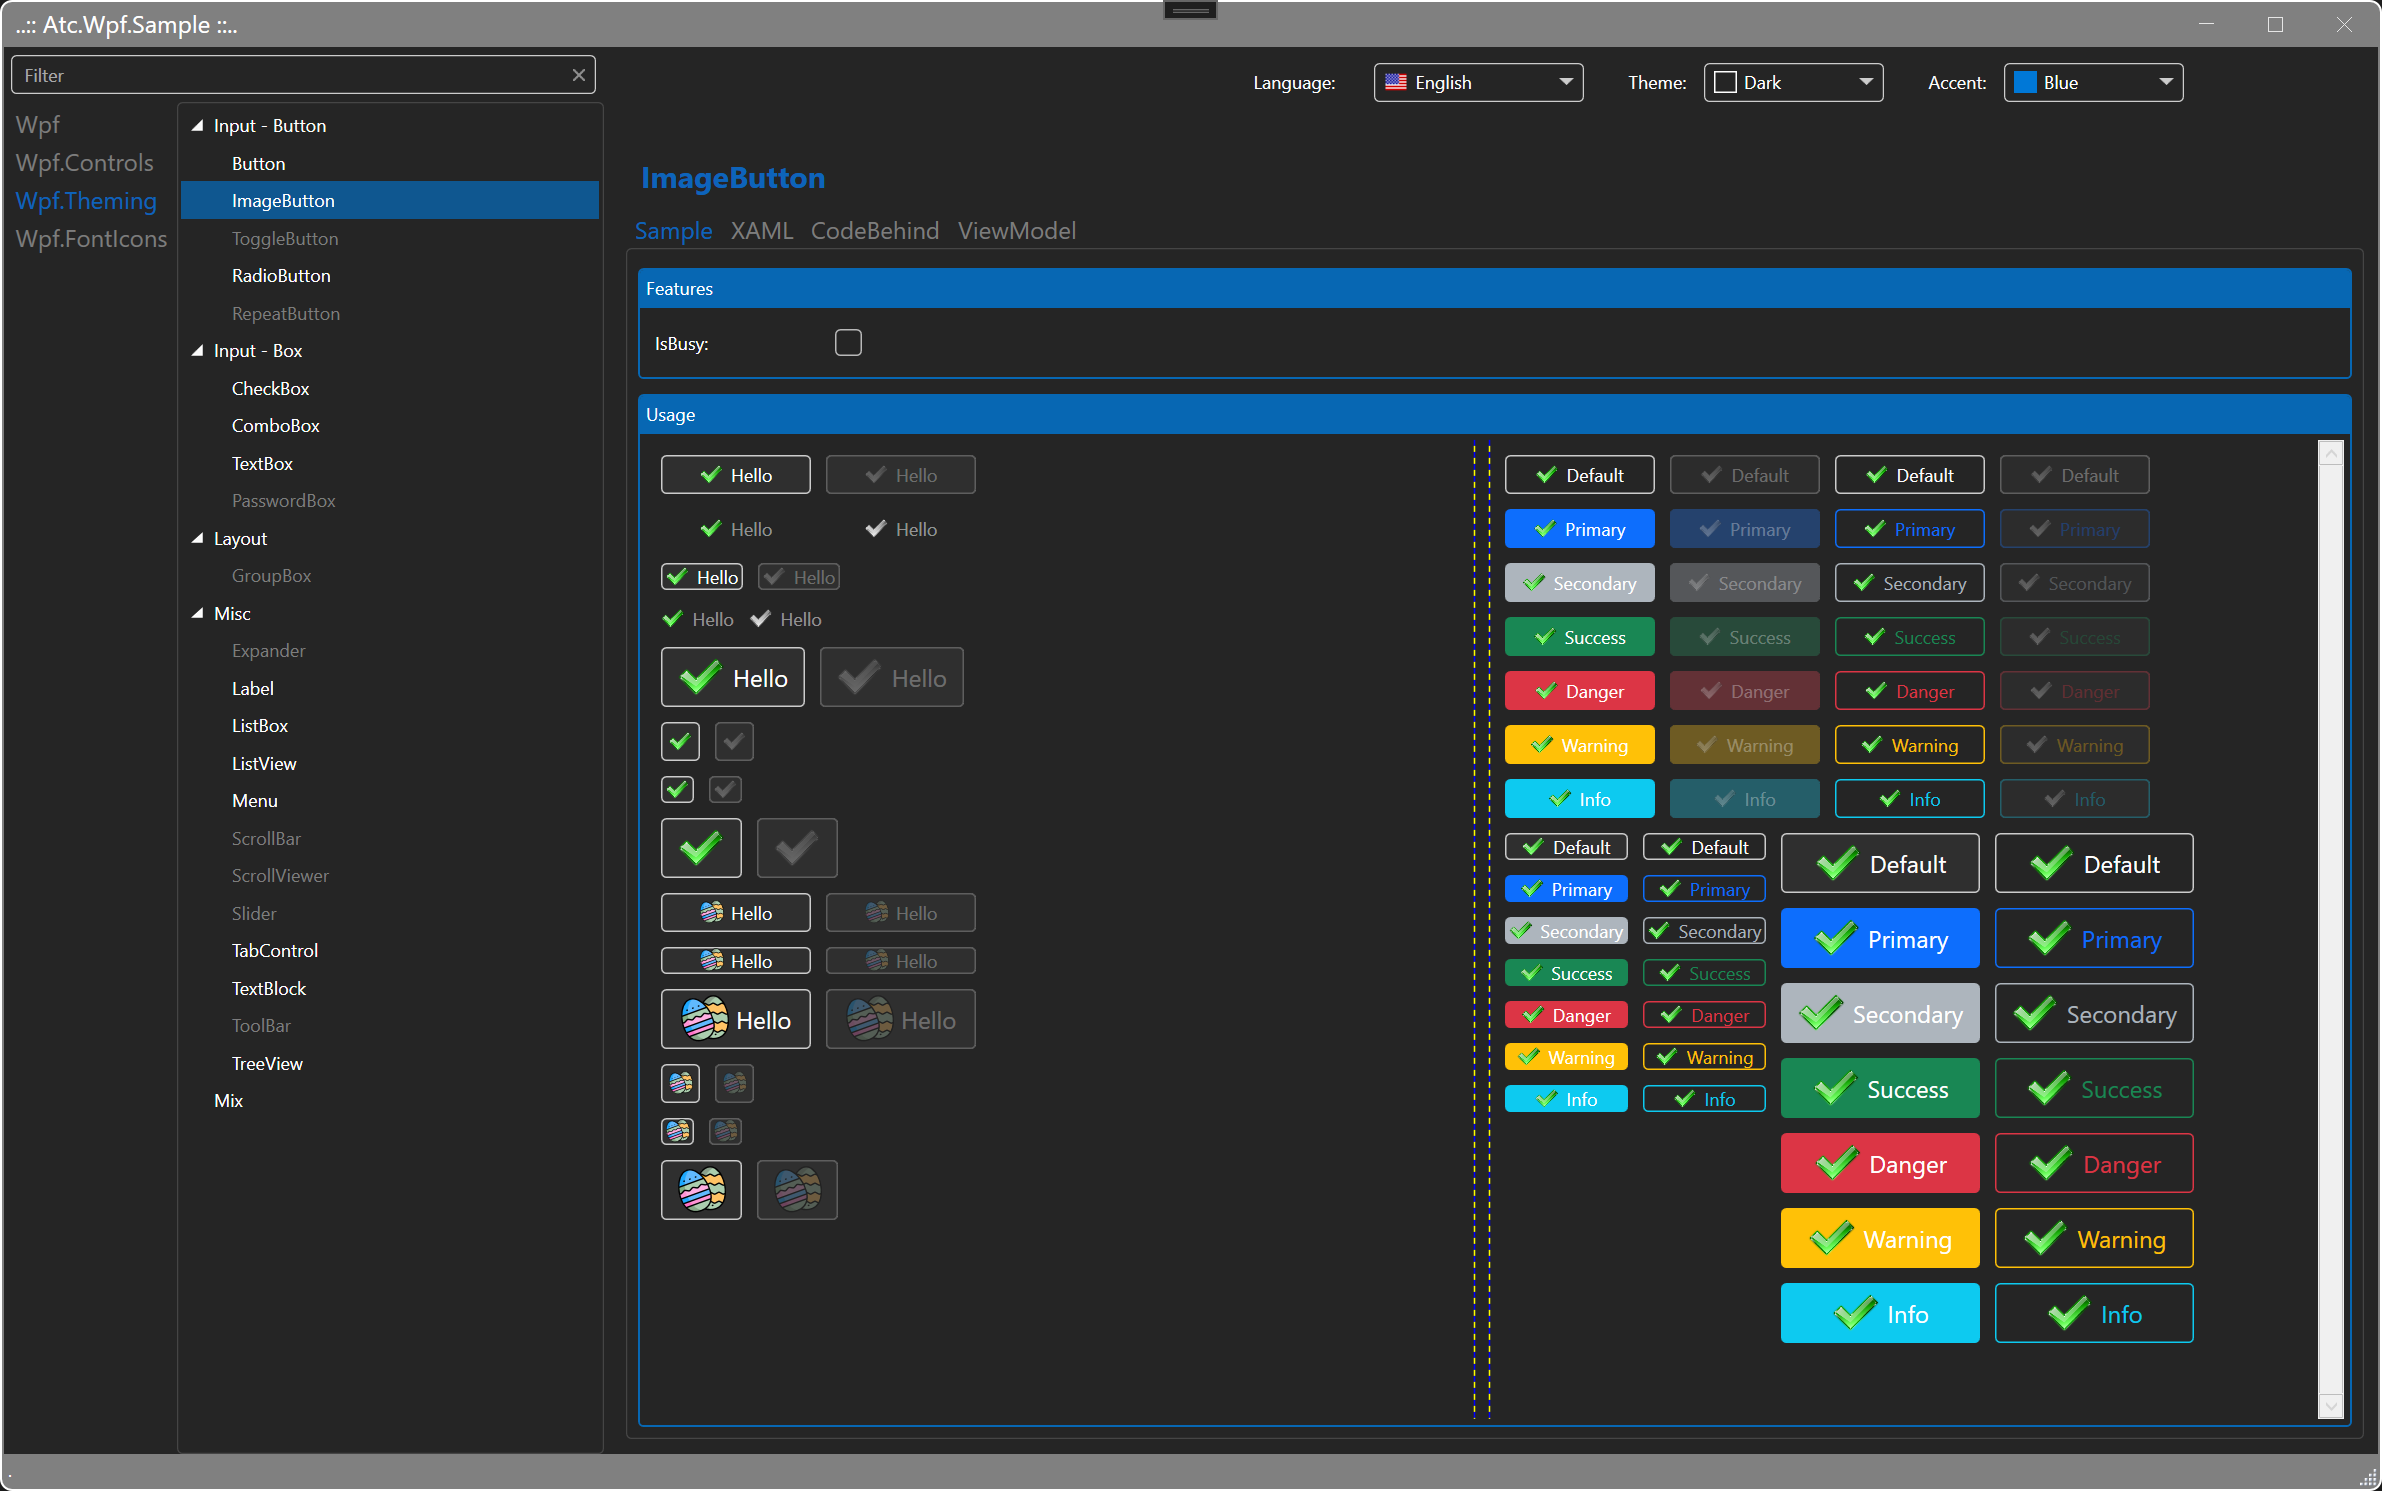 ..:: Atc.Wpf.Sample ::..
Filter
Language: English Theme: Dark Accent: Blue
Wpf
Wpf.Controls
Wpf.Theming
Wpf.FontIcons
Input - Button
Button
ImageButton
ToggleButton
RadioButton
RepeatButton
Input - Box
CheckBox
ComboBox
TextBox
PasswordBox
Layout
GroupBox
Misc
Expander
Label
ListBox
ListView
Menu
ScrollBar
ScrollViewer
Slider
TabControl
TextBlock
ToolBar
TreeView
Mix
ImageButton
Sample XAML CodeBehind ViewModel
Features
IsBusy:
Usage
Hello Hello
Hello Hello
Hello Hello
Hello Hello
Hello Hello
Hello Hello
Hello Hello
Hello Hello
Default Default Default Default
Primary Primary Primary Primary
Secondary Secondary Secondary Secondary
Success Success Success Success
Danger Danger Danger Danger
Warning Warning Warning Warning
Info Info Info Info
Default Default
Primary Primary
Secondary Secondary
Success Success
Danger Danger
Warning Warning
Info Info
Default Default
Primary Primary
Secondary Secondary
Success Success
Danger Danger
Warning Warning
Info Info
.